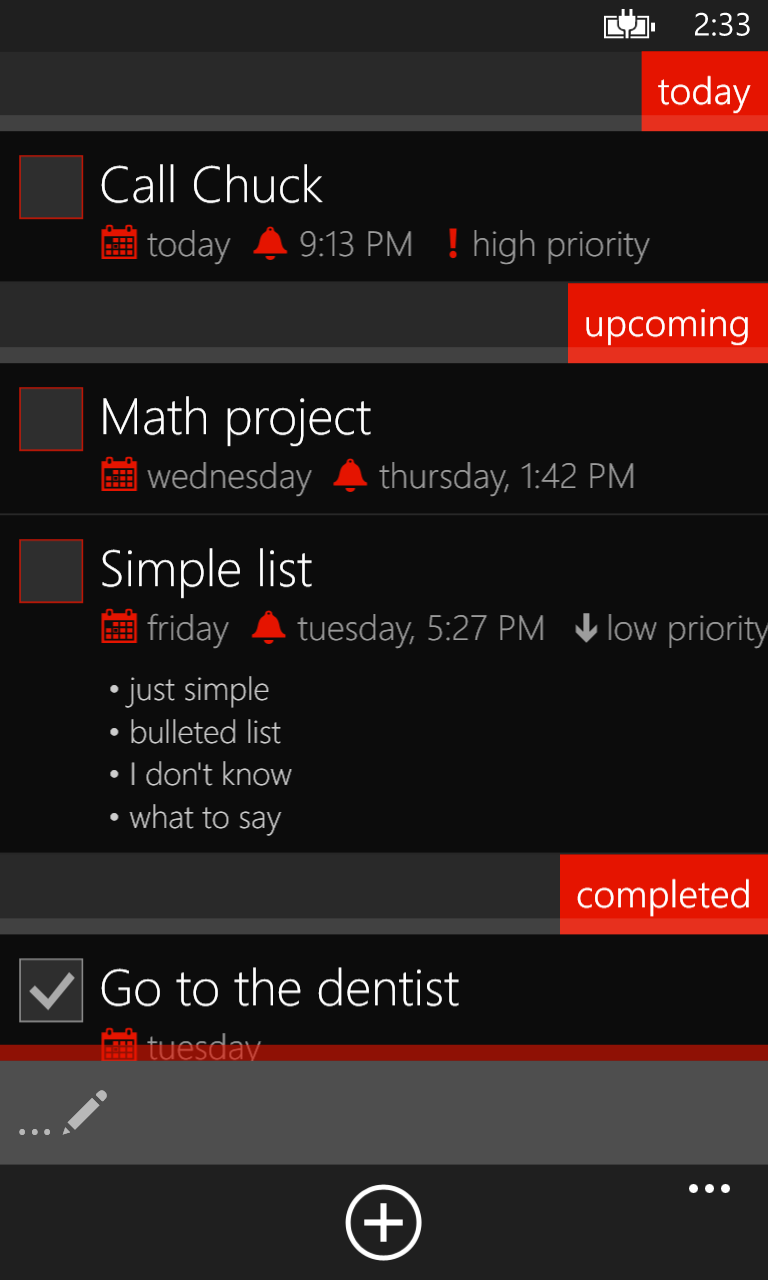 2:33
today
Call Chuck
today 9:13 PM ! high priority
upcoming
Math project
wednesday thursday, 1:42 PM
Simple list
friday tuesday, 5:27 PM low priority
• just simple
• bulleted list
• I don't know
• what to say
completed
Go to the dentist
tuesday
...